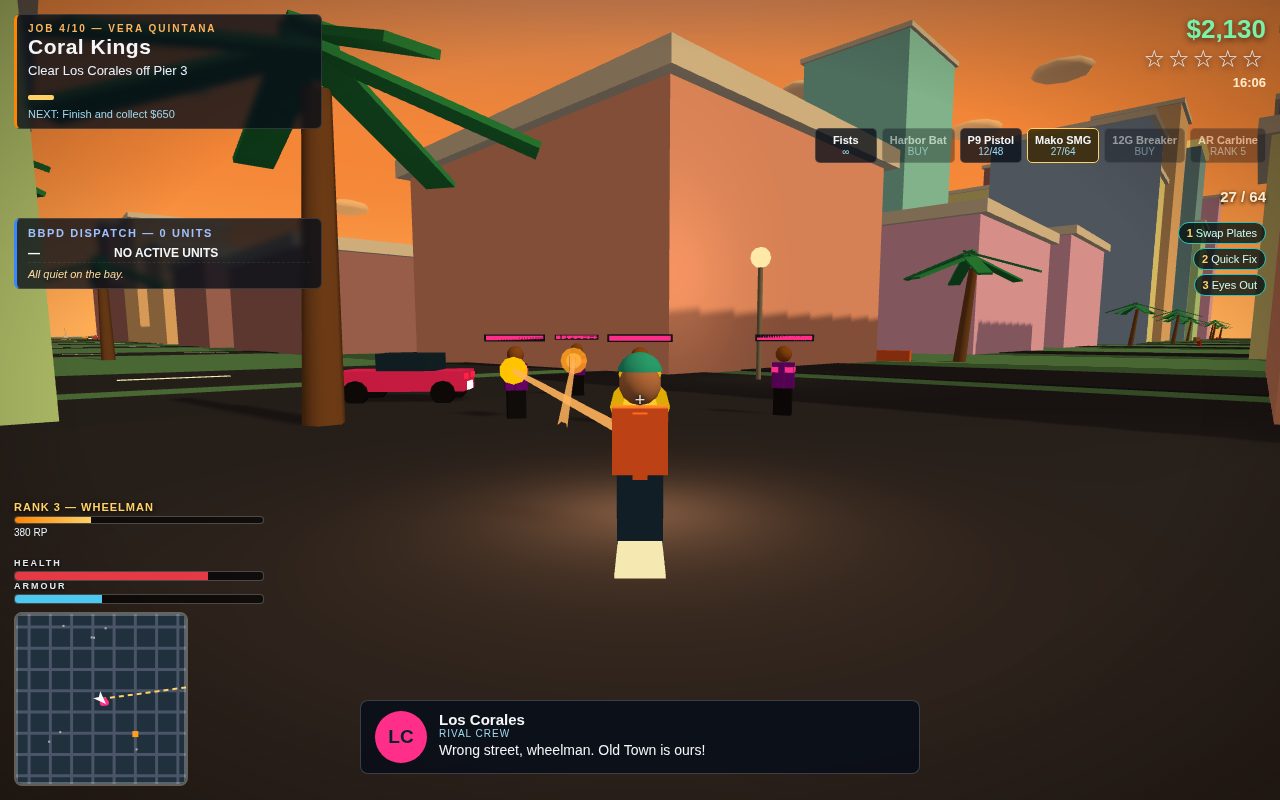 JOB 4/10 — VERA QUINTANA
Coral Kings
Clear Los Corales off Pier 3
NEXT: Finish and collect $650
$2,130
☆☆☆☆☆
16:06
Fists
∞
Harbor Bat
BUY
P9 Pistol
12/48
Mako SMG
27/64
12G Breaker
BUY
AR Carbine
RANK 5
27 / 64
1 Swap Plates
2 Quick Fix
3 Eyes Out
BBPD DISPATCH — 0 UNITS
— NO ACTIVE UNITS
All quiet on the bay.
RANK 3 — WHEELMAN
380 RP
HEALTH
ARMOUR
LC
Los Corales
RIVAL CREW
Wrong street, wheelman. Old Town is ours!